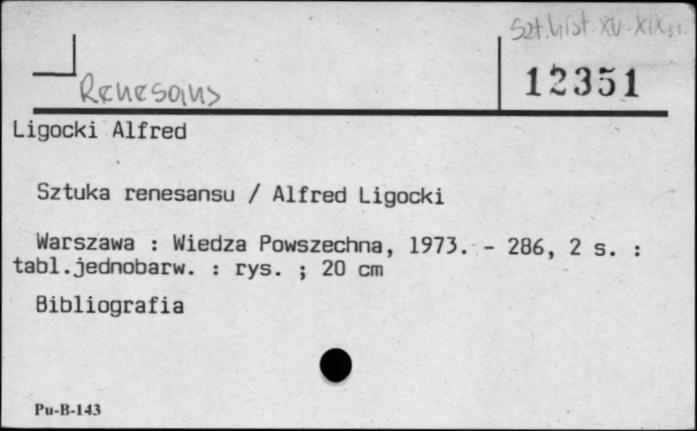 Szt. hist. XV-XIX w.
12351
Renesans
Ligocki Alfred
Sztuka renesansu / Alfred Ligocki
Warszawa : Wiedza Powszechna, 1973. - 286, 2 s. :
tabl.jednobarw. : rys. ; 20 cm
Bibliografia
Pu-B-143